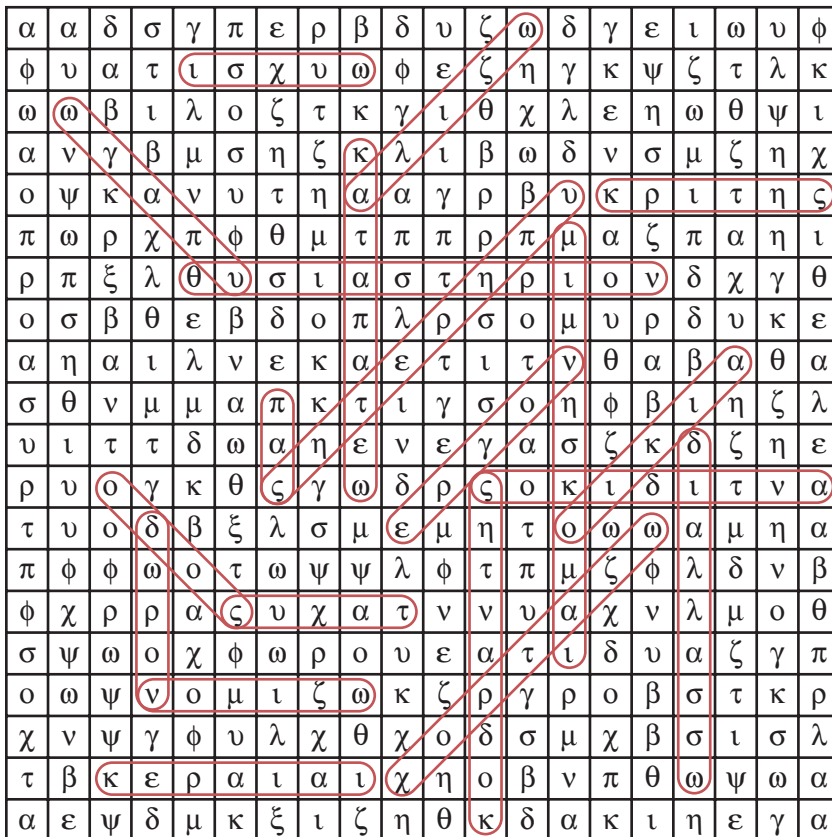 α α δ σ γ π ε ρ β δ υ ζ ω δ γ ε ι ω υ φ
φ υ α τ ι σ χ υ ω φ ε ζ η γ κ ψ ζ τ λ κ
ω ω β ι λ ο ζ τ κ γ ι θ χ λ ε η ω θ ψ ι
α ν γ β μ σ η ζ κ λ ι β ω δ ν σ μ ζ η χ
ο ψ κ α ν υ τ η α α γ ρ β υ κ ρ ι τ η ς
π ω ρ χ π φ θ μ τ π π ρ π μ α ζ π α η ι
ρ π ξ λ θ υ σ ι α σ τ η ρ ι ο ν δ χ γ θ
ο σ β θ ε β δ ο π λ ρ σ ο μ υ ρ δ υ κ ε
α η α ι λ ν ε κ α ε τ ι τ ν θ α β α θ α
σ θ ν μ μ α π κ τ ι γ σ ο η φ β ι η ζ λ
υ ι τ τ δ ω α η ε ν ε γ α σ ζ κ δ ζ η ε
ρ υ ο γ κ θ ς γ ω δ ρ ς ο κ ι δ ι τ ν α
τ υ ο δ β ξ λ σ μ ε μ η τ ο ω ω α μ η α
π φ φ ω ο τ ω ψ ψ λ φ τ π μ ζ φ λ δ ν β
φ χ ρ ρ α ς υ χ α τ ν ν υ α χ ν λ μ ο θ
σ ψ ω ο χ φ ω ρ ο υ ε α τ ι δ υ α ζ γ π
ο ω ψ ν ο μ ι ζ ω κ ζ ρ γ ρ ο β σ τ κ ρ
χ ν ψ γ φ υ λ χ θ χ ο δ σ μ χ β σ ι σ λ
τ β κ ε ρ α ι α ι χ η ο β ν π θ ω ψ ω α
α ε ψ δ μ κ ξ ι ζ η θ κ δ α κ ι η ε γ α